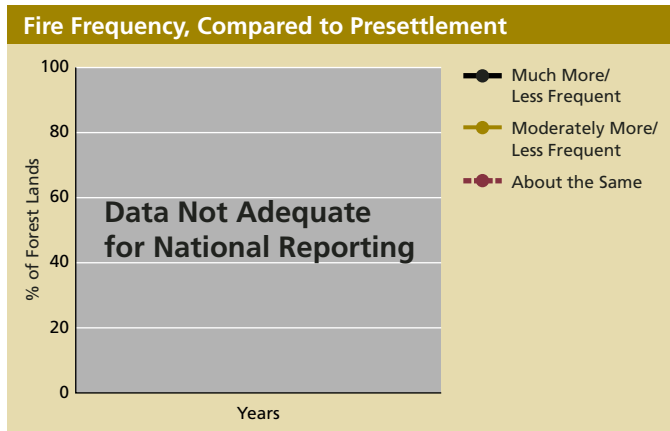 Fire Frequency, Compared to Presettlement
100
80
60
40
20
0
% of Forest Lands
Data Not Adequate
for National Reporting
Years
Much More/
Less Frequent
Moderately More/
Less Frequent
About the Same